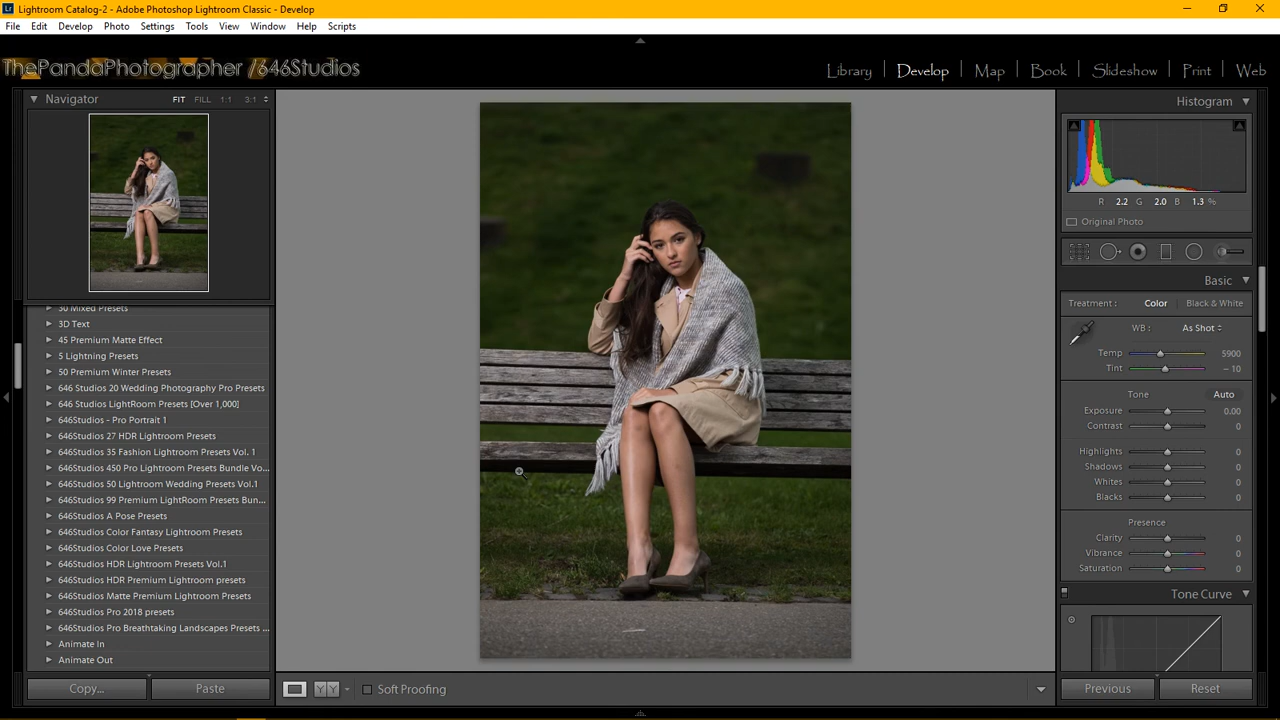 Lightroom Catalog-2 - Adobe Photoshop Lightroom Classic - Develop
File Edit Develop Photo Settings Tools View Window Help Scripts
ThePandaPhotographer /646Studios
Library Develop Map Book Slideshow Print Web
Navigator FIT FILL 1:1 3:1
30 Mixed Presets
3D Text
45 Premium Matte Effect
5 Lightning Presets
50 Premium Winter Presets
646 Studios 20 Wedding Photography Pro Presets
646 Studios LightRoom Presets [Over 1,000]
646Studios - Pro Portrait 1
646Studios 27 HDR Lightroom Presets
646Studios 35 Fashion Lightroom Presets Vol. 1
646Studios 450 Pro Lightroom Presets Bundle Vo...
646Studios 50 Lightroom Wedding Presets Vol.1
646Studios 99 Premium LightRoom Presets Bun...
646Studios A Pose Presets
646Studios Color Fantasy Lightroom Presets
646Studios Color Love Presets
646Studios HDR Lightroom Presets Vol.1
646Studios HDR Premium Lightroom presets
646Studios Matte Premium Lightroom Presets
646Studios Pro 2018 presets
646Studios Pro Breathtaking Landscapes Presets ...
Animate In
Animate Out
Copy... Paste
Soft Proofing
Histogram
R 2.2 G 2.0 B 1.3 %
Original Photo
Basic
Treatment : Color Black & White
WB : As Shot
Temp 5900
Tint - 10
Tone Auto
Exposure 0.00
Contrast 0
Highlights 0
Shadows 0
Whites 0
Blacks 0
Presence
Clarity 0
Vibrance 0
Saturation 0
Tone Curve
Previous Reset